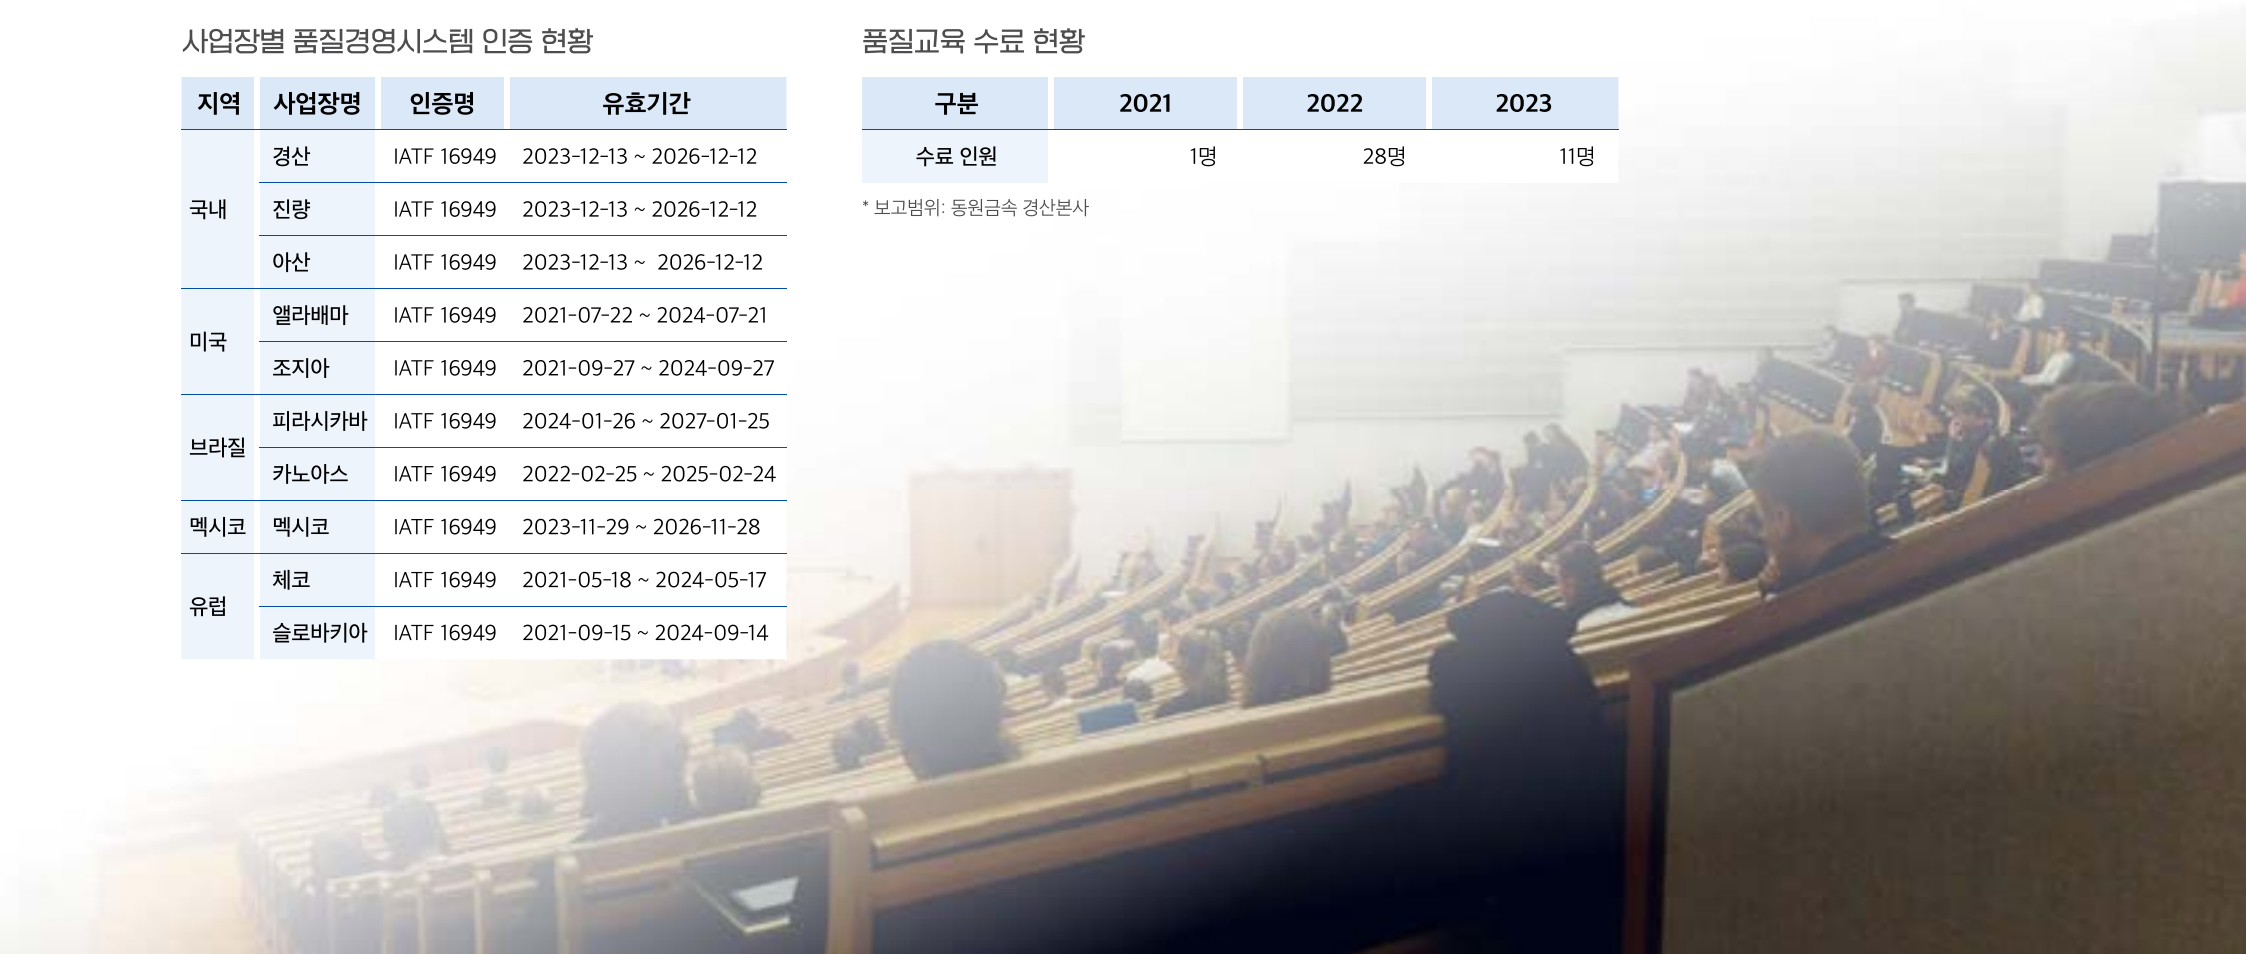 사업장별 품질경영시스템 인증 현황
지역 사업장명 인증명 유효기간
국내 경산 IATF 16949 2023-12-13 ~ 2026-12-12
진량 IATF 16949 2023-12-13 ~ 2026-12-12
아산 IATF 16949 2023-12-13 ~ 2026-12-12
미국 앨라배마 IATF 16949 2021-07-22 ~ 2024-07-21
조지아 IATF 16949 2021-09-27 ~ 2024-09-27
브라질 피라시카바 IATF 16949 2024-01-26 ~ 2027-01-25
카노아스 IATF 16949 2022-02-25 ~ 2025-02-24
멕시코 멕시코 IATF 16949 2023-11-29 ~ 2026-11-28
유럽 체코 IATF 16949 2021-05-18 ~ 2024-05-17
슬로바키아 IATF 16949 2021-09-15 ~ 2024-09-14
품질교육 수료 현황
구분 2021 2022 2023
수료 인원 1명 28명 11명
* 보고범위: 동원금속 경산본사